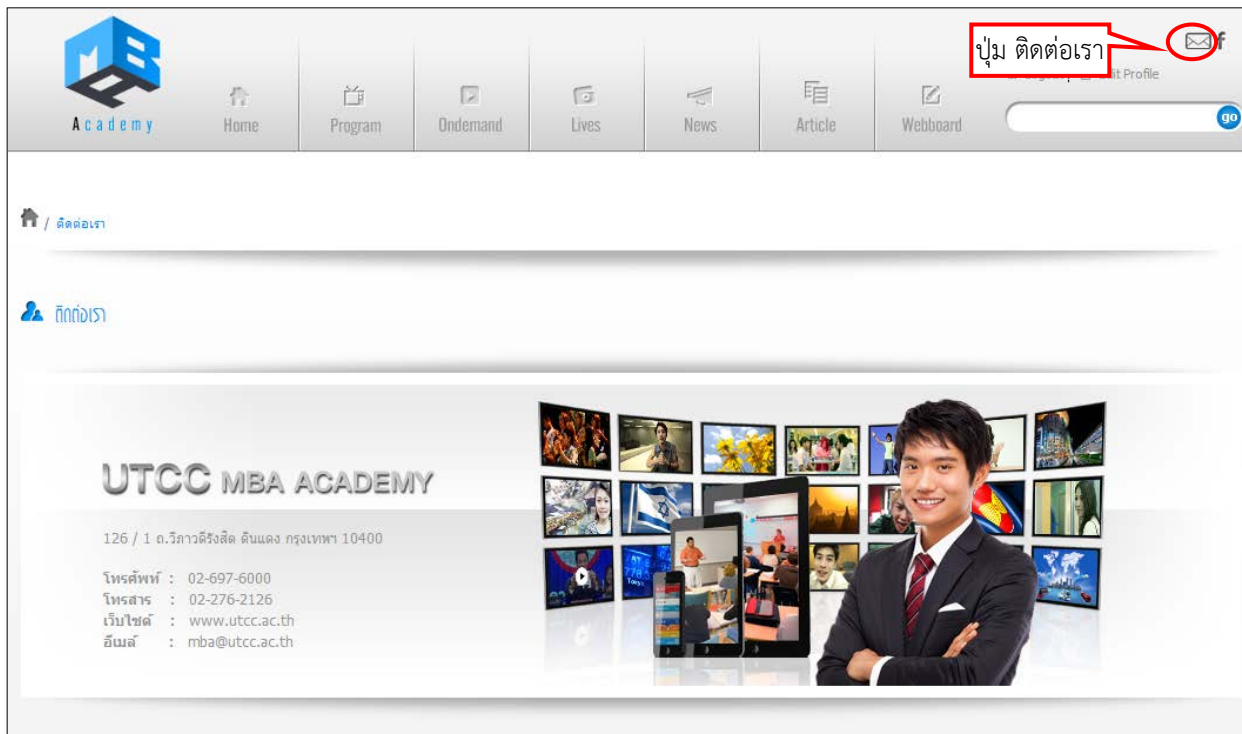 MBA
Academy
Home
Program
Ondemand
Lives
News
Article
Webboard
ปุ่ม ติดต่อเรา
f
it Profile
go
/ ติดต่อเรา
ติดต่อเรา
UTCC MBA ACADEMY
126 / 1 ถ.วิภาวดีรังสิต ดินแดง กรุงเทพฯ 10400
โทรศัพท์ : 02-697-6000
โทรสาร : 02-276-2126
เว็บไซต์ : www.utcc.ac.th
อีเมล์ : mba@utcc.ac.th